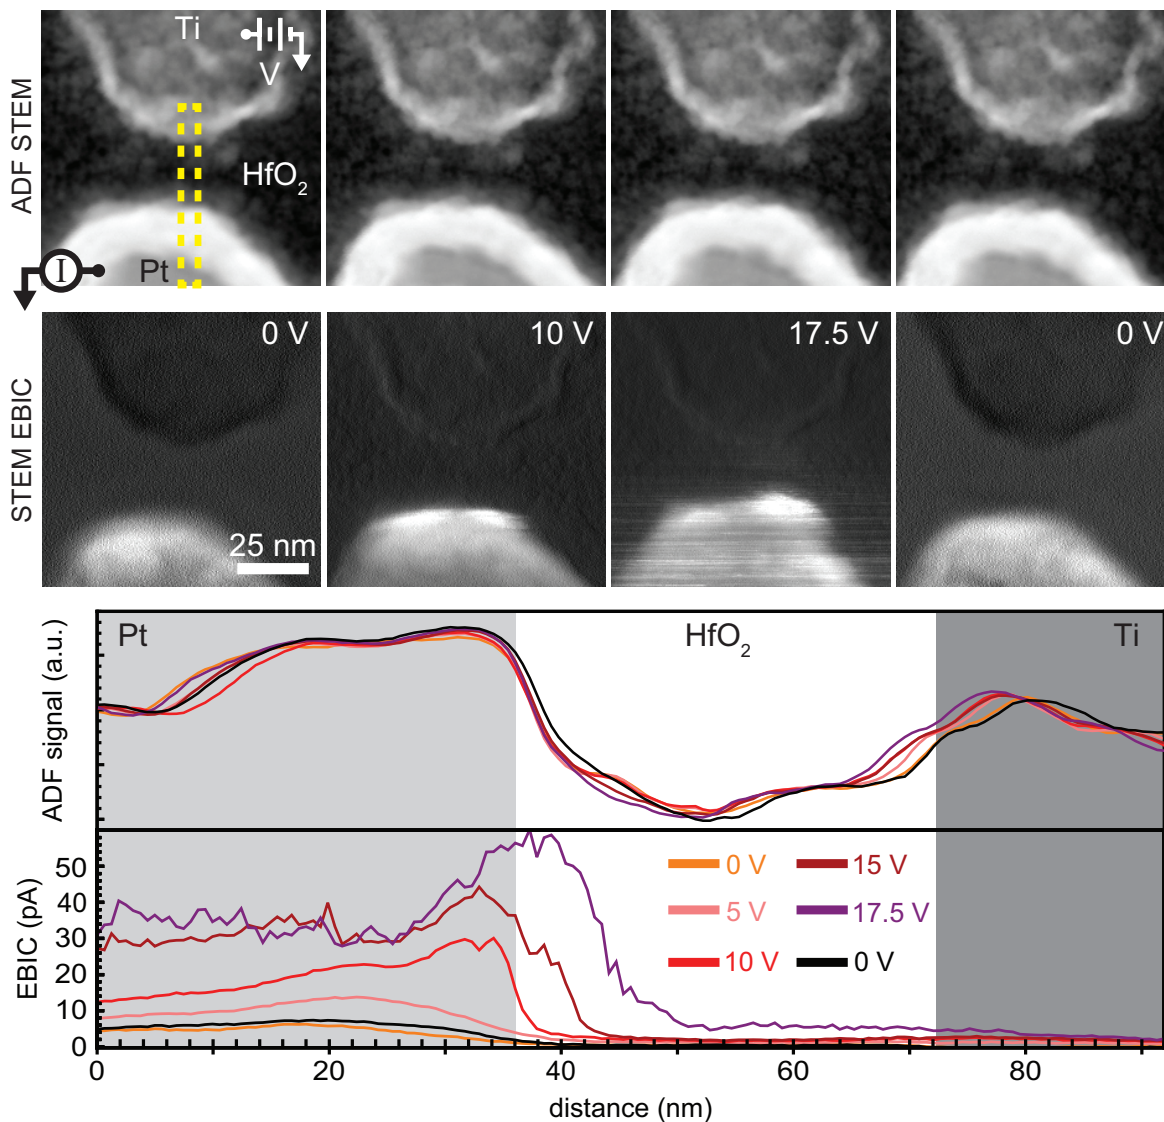 ADF STEM
Ti
V
HfO₂
I
Pt
STEM EBIC
0 V
10 V
17.5 V
0 V
25 nm
ADF signal (a.u.)
Pt
HfO₂
Ti
EBIC (pA)
50
40
30
20
10
0
0 V
15 V
5 V
17.5 V
10 V
0 V
0
20
40
60
80
distance (nm)